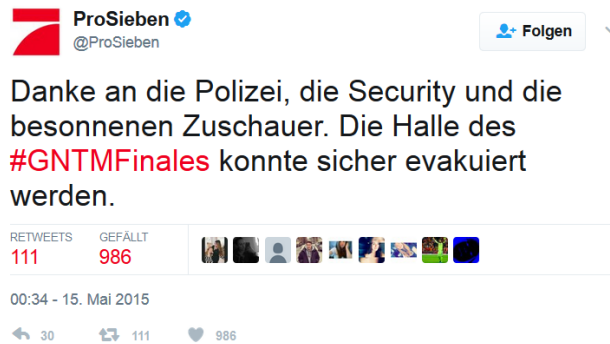 ProSieben
@ProSieben
Folgen
Danke an die Polizei, die Security und die
besonnenen Zuschauer. Die Halle des
#GNTMFinales konnte sicher evakuiert
werden.
RETWEETS GEFÄLLT
111 986
00:34 - 15. Mai 2015
30 111 986